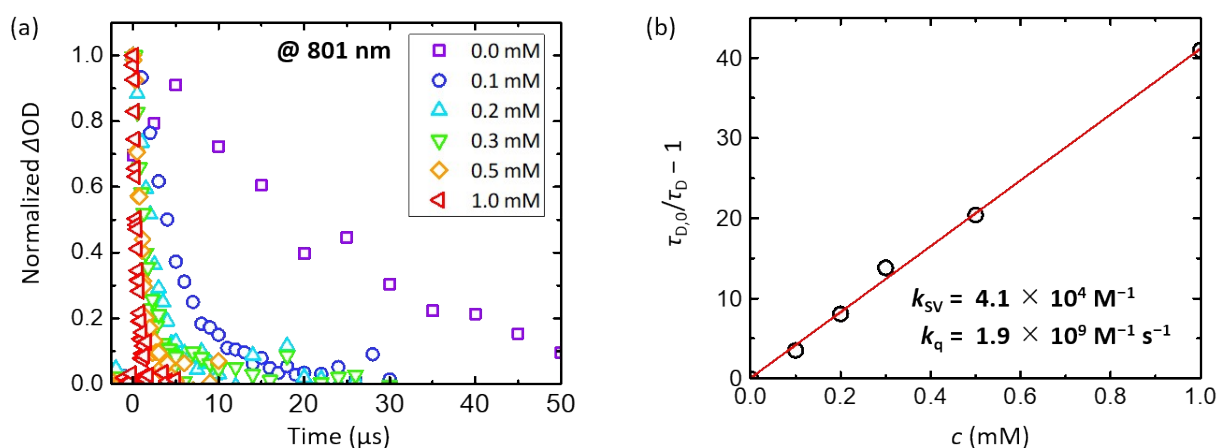 (a)
@ 801 nm
0.0 mM
0.1 mM
0.2 mM
0.3 mM
0.5 mM
1.0 mM
Normalized ΔOD
1.0
0.8
0.6
0.4
0.2
0.0
0 10 20 30 40 50
Time (μs)
(b)
τD,0/τD − 1
40
30
20
10
0
kSV = 4.1 × 10⁴ M⁻¹
kq = 1.9 × 10⁹ M⁻¹ s⁻¹
0.0 0.2 0.4 0.6 0.8 1.0
c (mM)